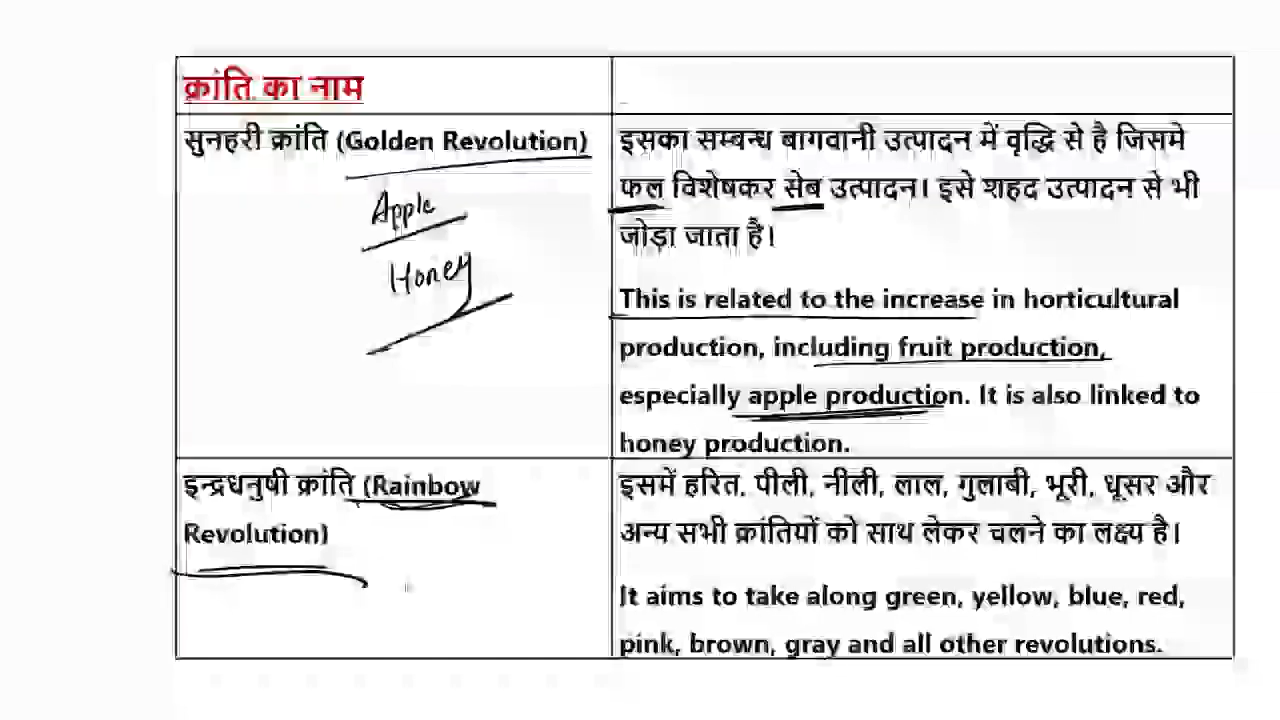 क्रांति का नाम
सुनहरी क्रांति (Golden Revolution)
Apple
Honey
इसका सम्बन्ध बागवानी उत्पादन में वृद्धि से है जिसमे
फल विशेषकर सेब उत्पादन। इसे शहद उत्पादन से भी
जोड़ा जाता है।
This is related to the increase in horticultural
production, including fruit production,
especially apple production. It is also linked to
honey production.
इन्द्रधनुषी क्रांति (Rainbow
Revolution)
इसमें हरित, पीली, नीली, लाल, गुलाबी, भूरी, धूसर और
अन्य सभी क्रांतियों को साथ लेकर चलने का लक्ष्य है।
It aims to take along green, yellow, blue, red,
pink, brown, gray and all other revolutions.